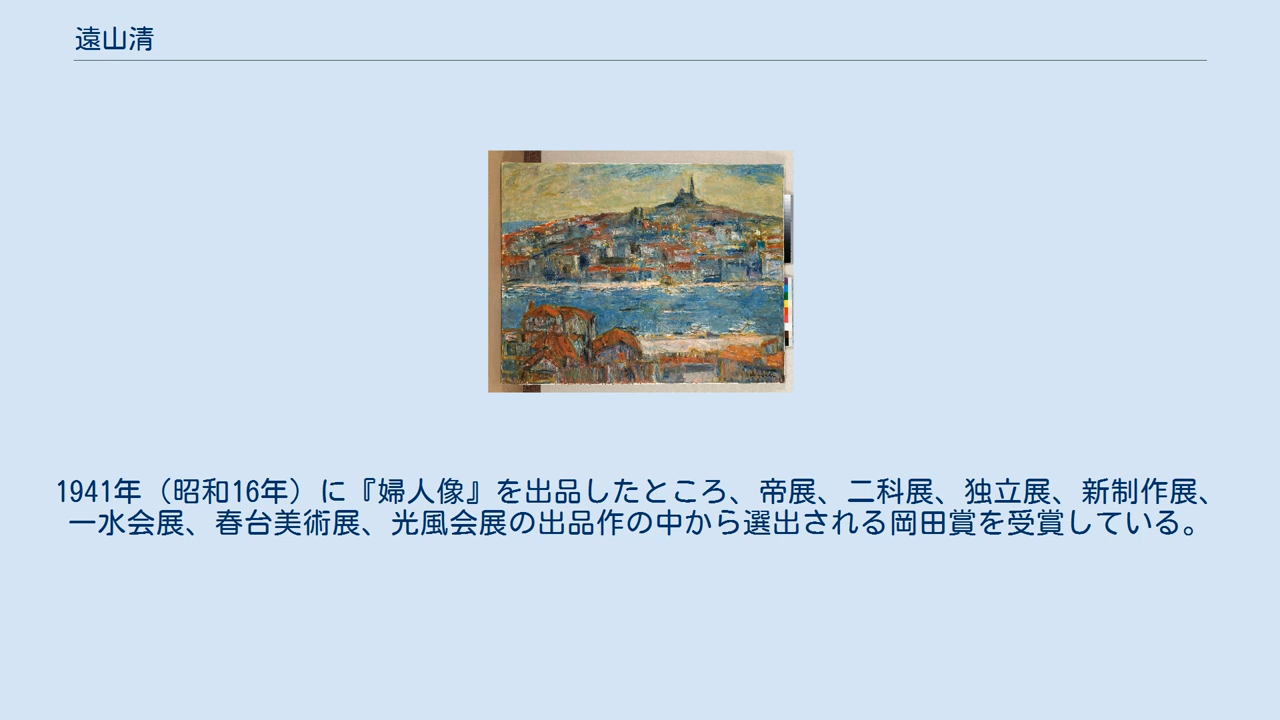 遠山清
1941年（昭和16年）に『婦人像』を出品したところ、帝展、二科展、独立展、新制作展、
一水会展、春台美術展、光風会展の出品作の中から選出される岡田賞を受賞している。